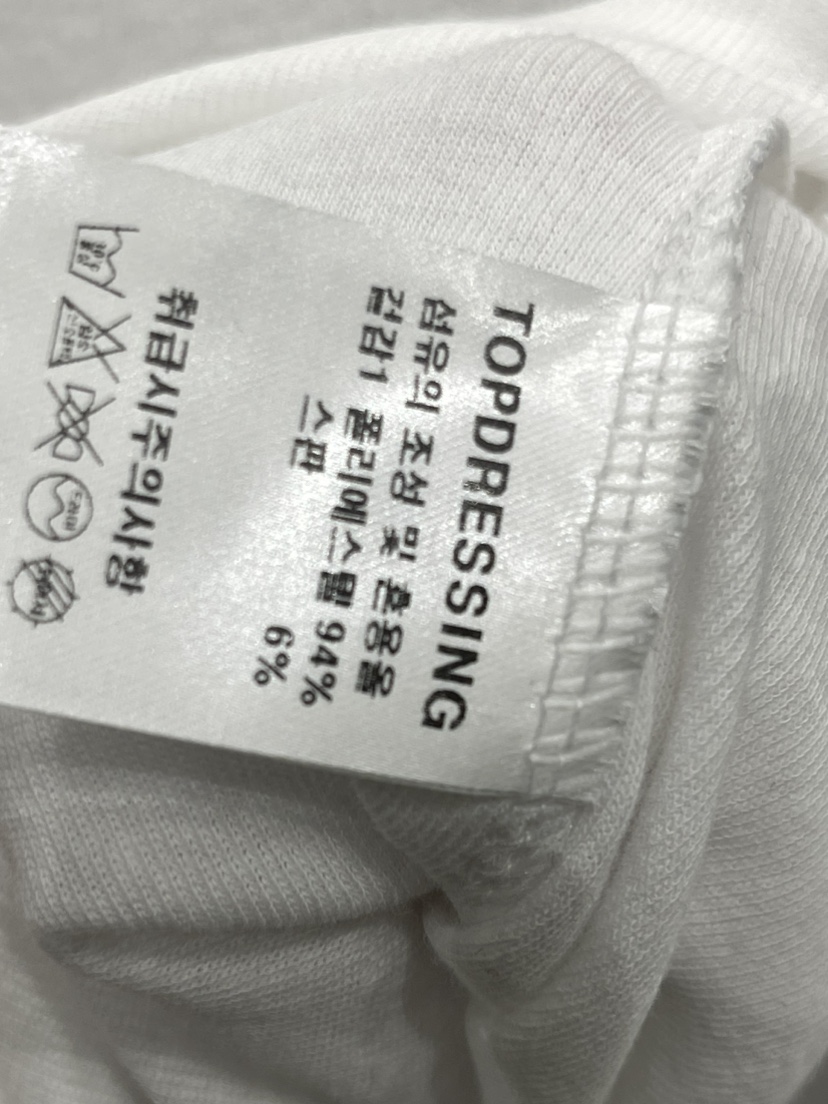 TOPDRESSING
섬유의 조성 및 혼용율
겉감1 폴리에스텔 94%
스판 6%
취급시주의사항